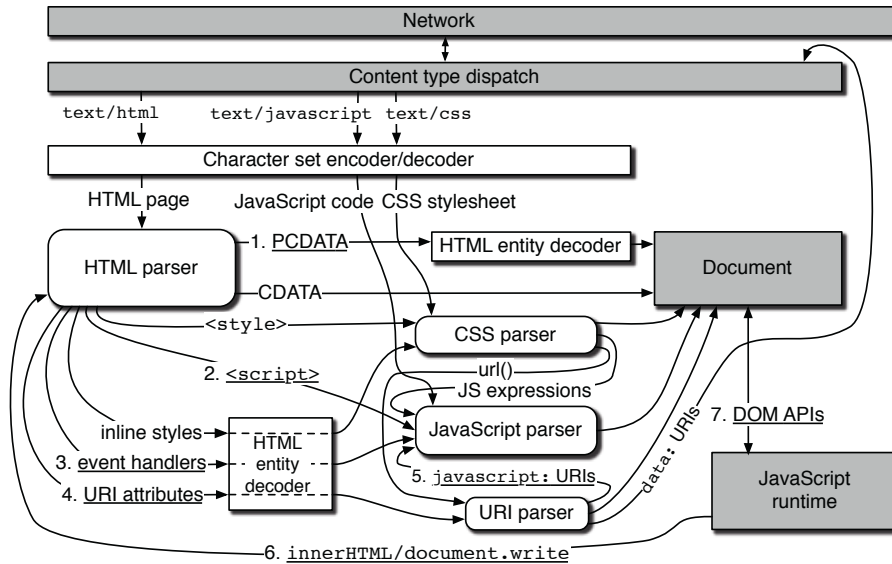 Network
Content type dispatch
text/html
text/javascript
text/css
Character set encoder/decoder
HTML page
JavaScript code
CSS stylesheet
1. PCDATA
HTML entity decoder
HTML parser
Document
CDATA
<style>
CSS parser
url()
2. <script>
JS expressions
inline styles
HTML
entity
decoder
JavaScript parser
7. DOM APIs
3. event handlers
4. URI attributes
5. javascript: URIs
data: URIs
URI parser
JavaScript
runtime
6. innerHTML/document.write